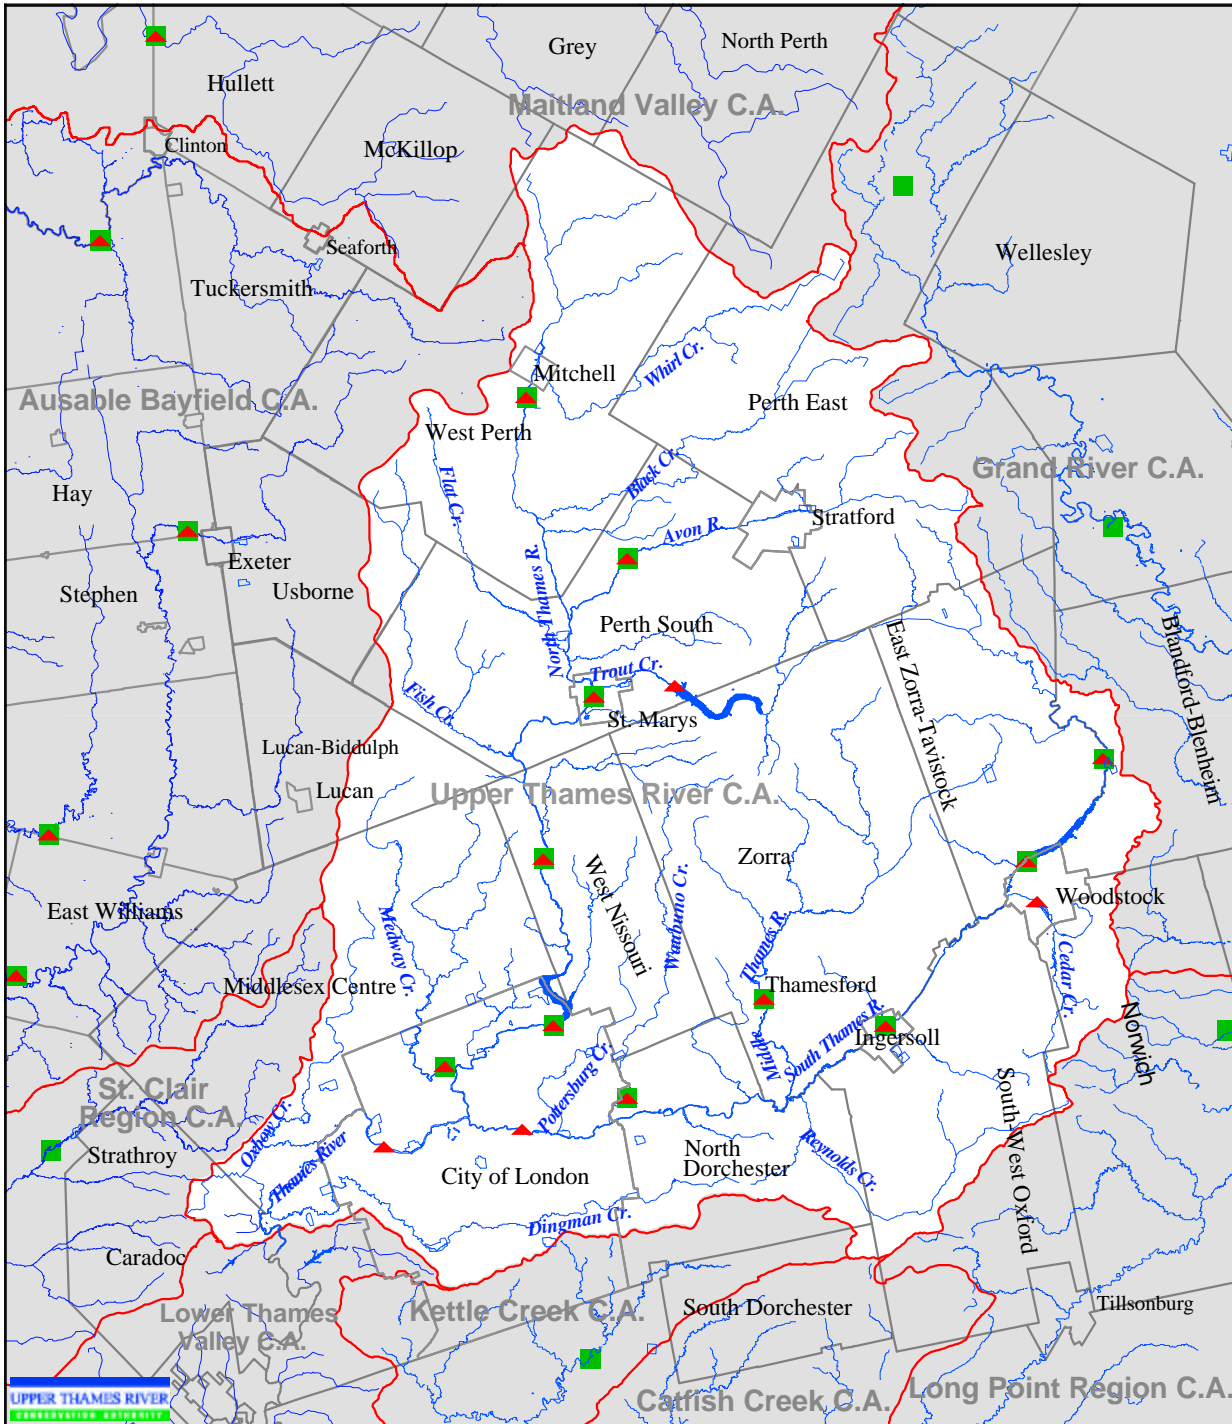 Grey
North Perth
Hullett
Maitland Valley C.A.
Clinton
McKillop
Seaforth
Wellesley
Tuckersmith
Mitchell
Whirl Cr.
Ausable Bayfield C.A.
Perth East
West Perth
Black Cr.
Grand River C.A.
Flat Cr.
Hay
Stratford
Avon R.
Exeter
Usborne
Stephen
North Thames R.
Perth South
Blandford-Blenheim
East Zorra-Tavistock
Trout Cr.
Fish Cr.
St. Marys
Lucan-Biddulph
Lucan
Upper Thames River C.A.
Zorra
West Nissouri
Waubuno Cr.
Woodstock
East Williams
Medway Cr.
Thames R.
Cedar Cr.
Middlesex Centre
Thamesford
South Thames R.
Ingersoll
Norwich
Middle
Pottersburg Cr.
St. Clair
Region C.A.
Oxbow Cr.
South-West Oxford
Strathroy
Thames River
City of London
North
Dorchester
Reynolds Cr.
Dingman Cr.
Caradoc
Lower Thames
Valley C.A.
Kettle Creek C.A.
South Dorchester
Tillsonburg
Catfish Creek C.A.
Long Point Region C.A.
UPPER THAMES RIVER
CONSERVATION AUTHORITY